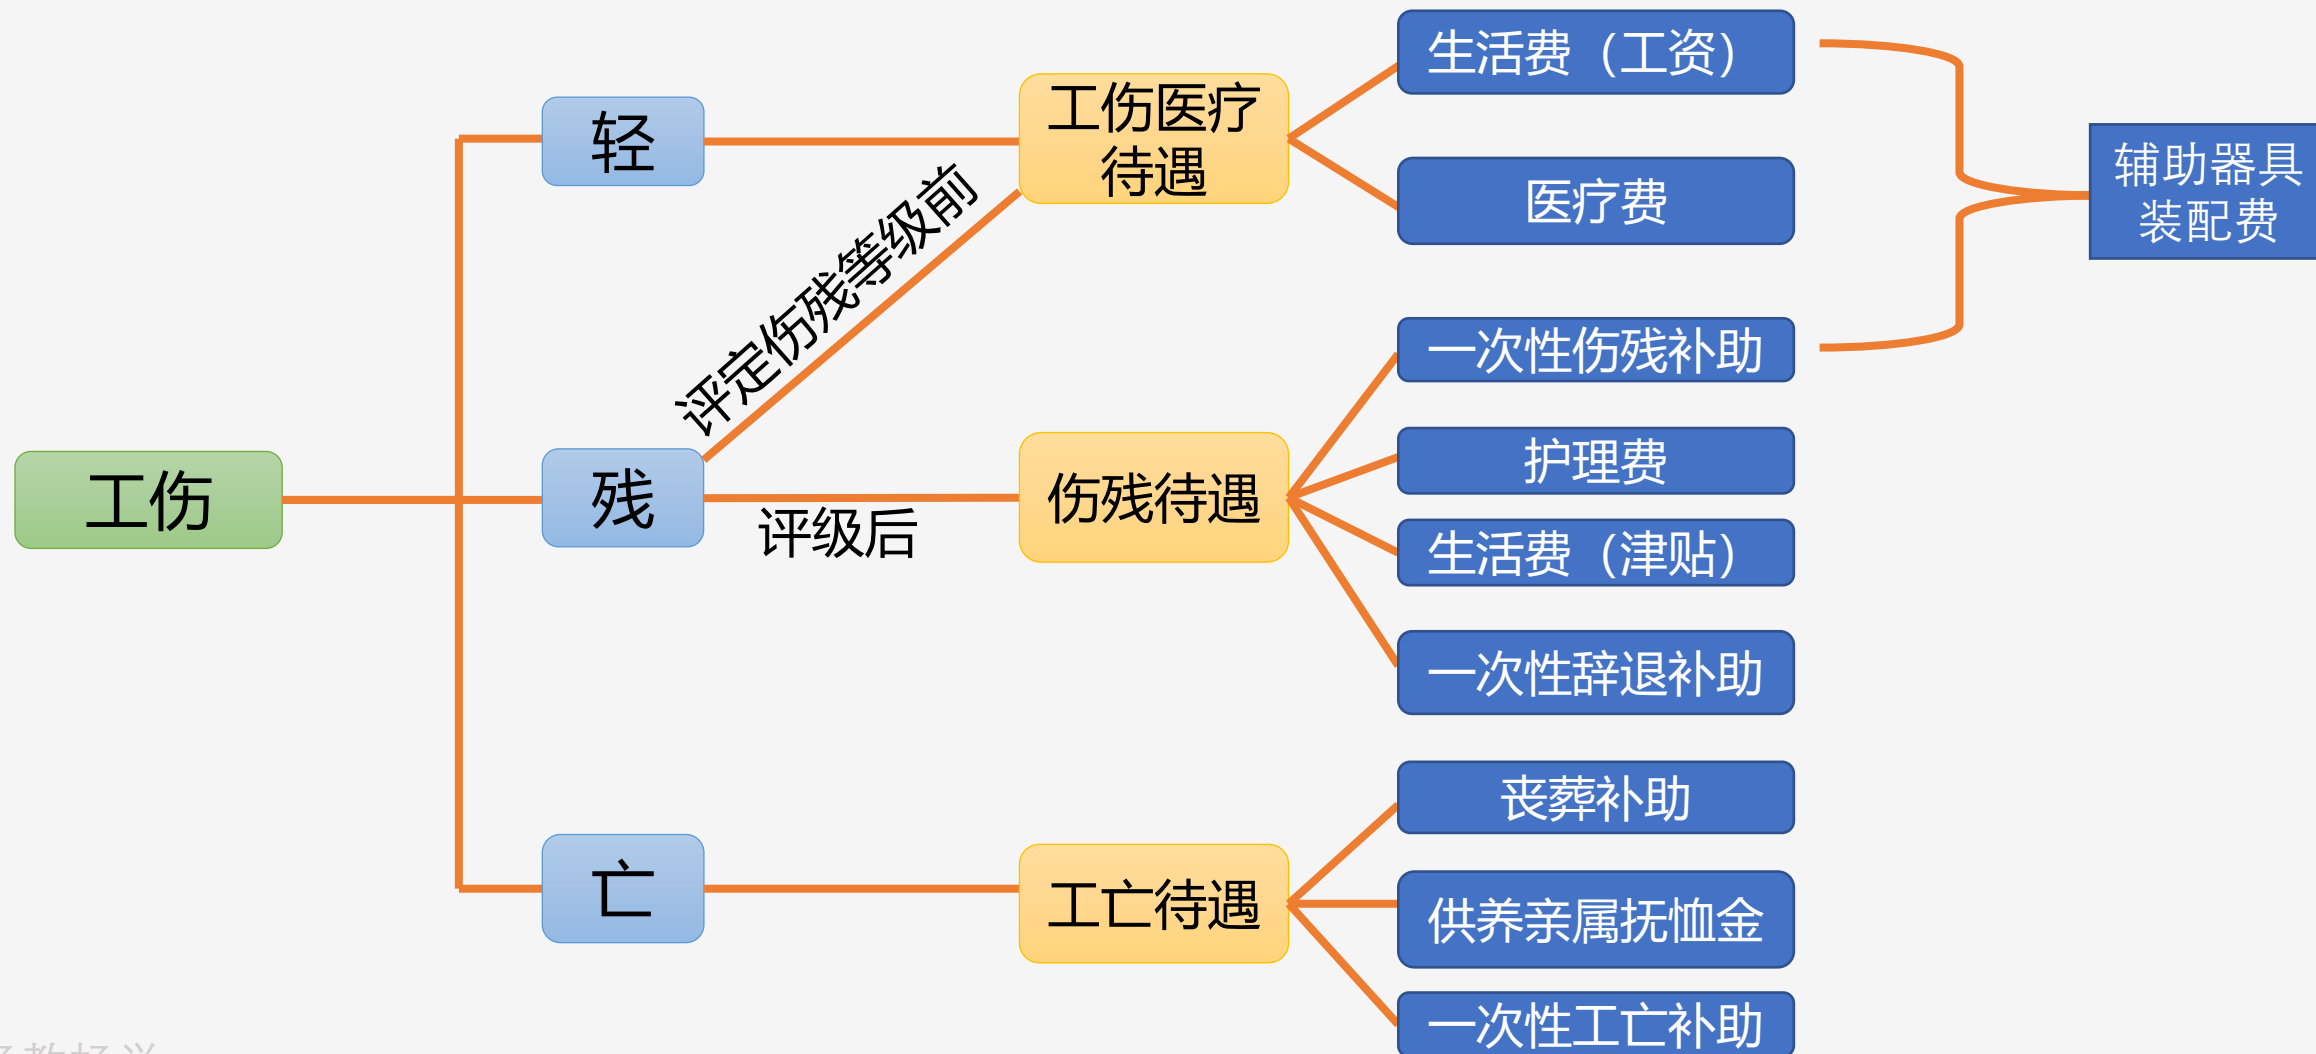 工伤
轻
残
亡
评定伤残等级前
评级后
工伤医疗
待遇
伤残待遇
工亡待遇
生活费（工资）
医疗费
一次性伤残补助
护理费
生活费（津贴）
一次性辞退补助
丧葬补助
供养亲属抚恤金
一次性工亡补助
辅助器具
装配费